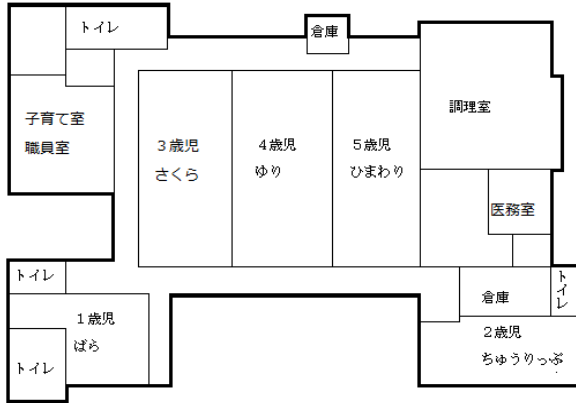 トイレ
倉庫
子育て室
職員室
3歳児
さくら
4歳児
ゆり
5歳児
ひまわり
調理室
医務室
トイレ
1歳児
ばら
トイレ
倉庫
トイレ
2歳児
ちゅうりっぷ